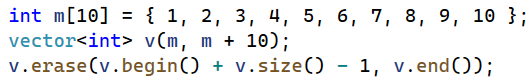 int m[10] = { 1, 2, 3, 4, 5, 6, 7, 8, 9, 10 };
vector<int> v(m, m + 10);
v.erase(v.begin() + v.size() - 1, v.end());